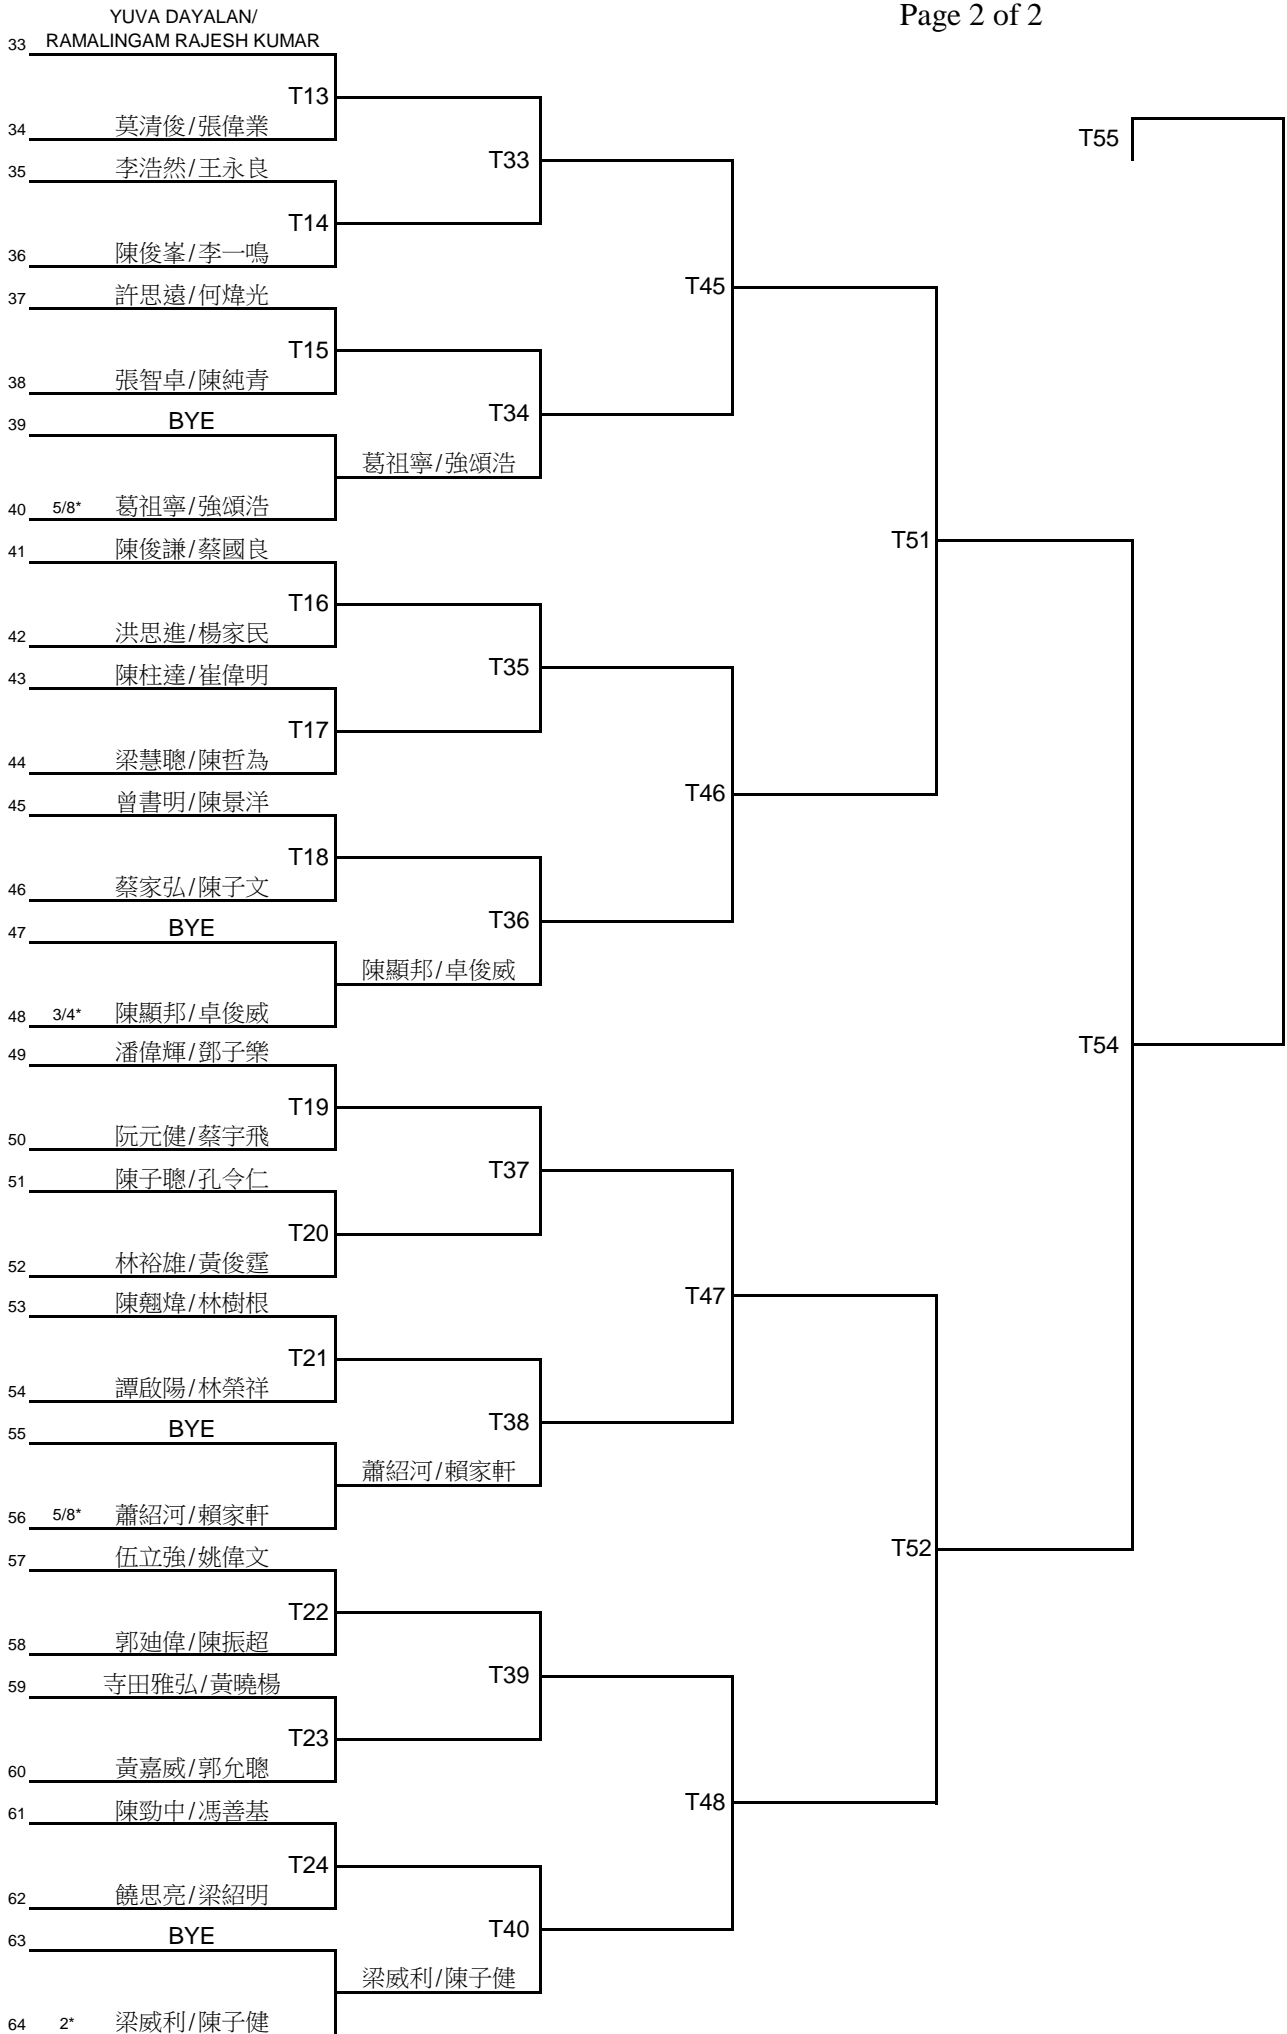 Page 2 of 2
YUVA DAYALAN/
33 RAMALINGAM RAJESH KUMAR
T13
34 莫清俊/張偉業
T55
35 李浩然/王永良
T33
T14
36 陳俊峯/李一鳴
37 許思遠/何煒光
T45
T15
38 張智卓/陳純青
39 BYE
T34
葛祖寧/強頌浩
40 5/8* 葛祖寧/強頌浩
41 陳俊謙/蔡國良
T51
T16
42 洪思進/楊家民
43 陳柱達/崔偉明
T35
T17
44 梁慧聰/陳哲為
45 曾書明/陳景洋
T46
T18
46 蔡家弘/陳子文
47 BYE
T36
陳顯邦/卓俊威
48 3/4* 陳顯邦/卓俊威
49 潘偉輝/鄧子樂
T54
T19
50 阮元健/蔡宇飛
51 陳子聰/孔令仁
T37
T20
52 林裕雄/黃俊霆
53 陳翹煒/林樹根
T47
T21
54 譚啟陽/林榮祥
55 BYE
T38
蕭紹河/賴家軒
56 5/8* 蕭紹河/賴家軒
57 伍立強/姚偉文
T52
T22
58 郭廸偉/陳振超
59 寺田雅弘/黃曉楊
T39
T23
60 黃嘉威/郭允聰
61 陳勁中/馮善基
T48
T24
62 饒思亮/梁紹明
63 BYE
T40
梁威利/陳子健
64 2* 梁威利/陳子健